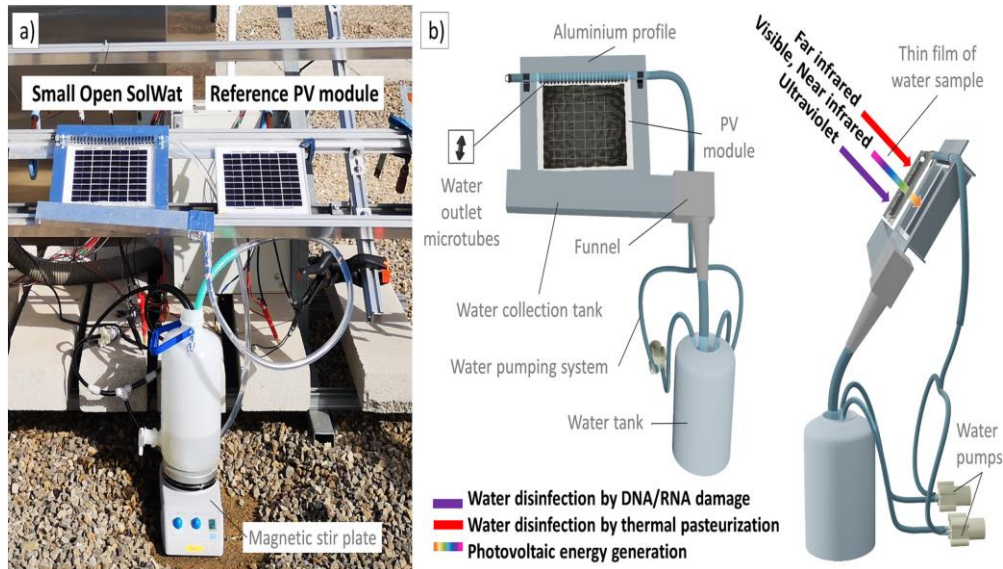 a)
Small Open SolWat
Reference PV module
Magnetic stir plate
b)
Aluminium profile
PV
module
Water
outlet
microtubes
Funnel
Water collection tank
Water pumping system
Water tank
Far infrared
Visible, Near infrared
Ultraviolet
Thin film of
water sample
Water
pumps
Water disinfection by DNA/RNA damage
Water disinfection by thermal pasteurization
Photovoltaic energy generation